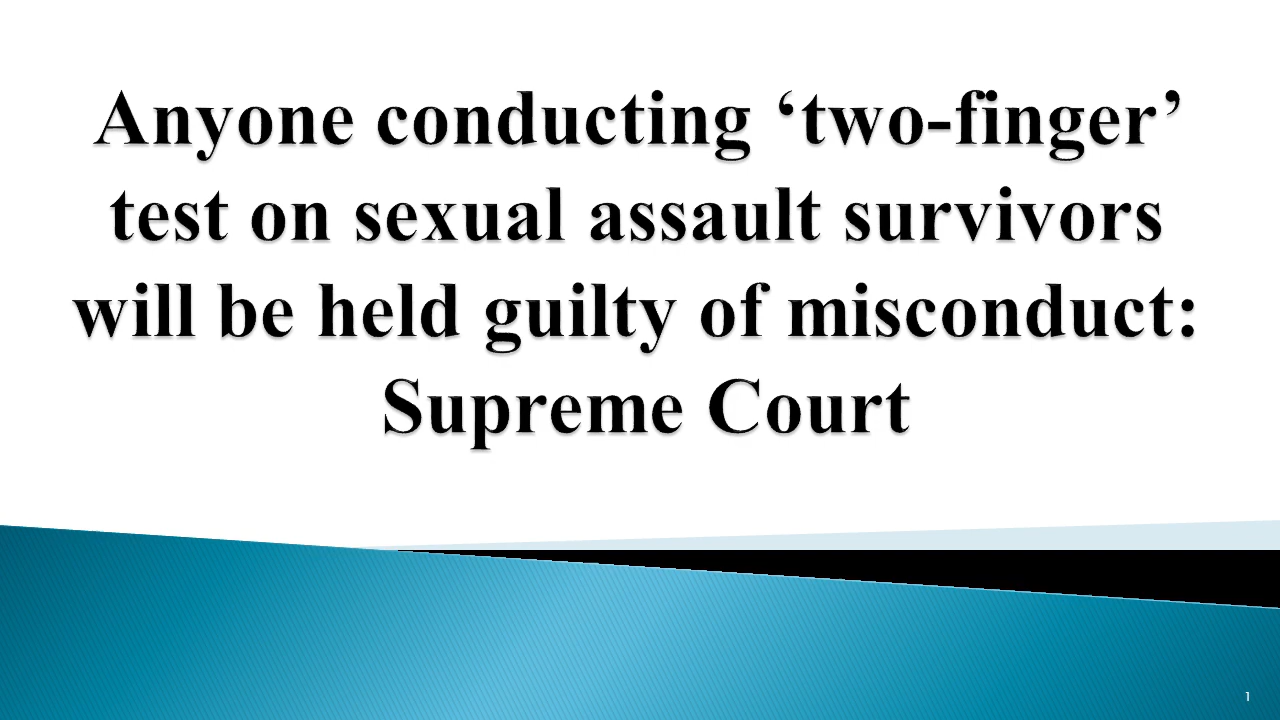 Anyone conducting ‘two-finger’
test on sexual assault survivors
will be held guilty of misconduct:
Supreme Court
1